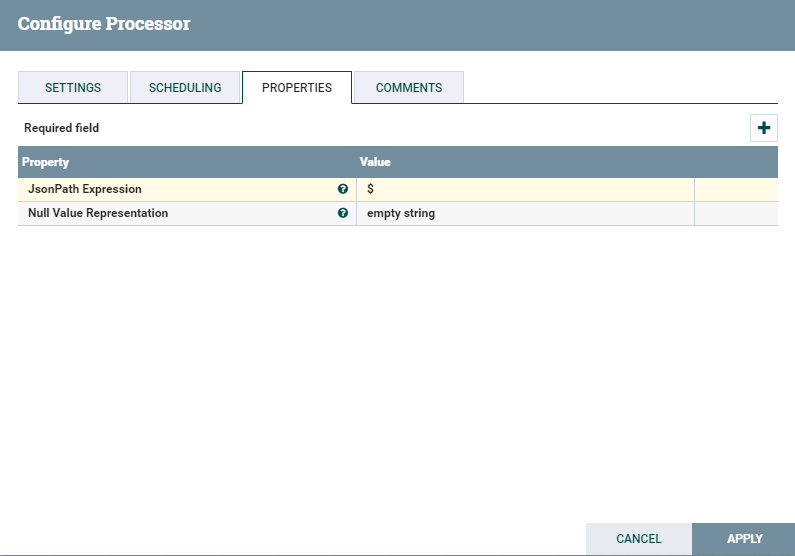 Configure Processor
SETTINGS SCHEDULING PROPERTIES COMMENTS
Required field
Property Value
JsonPath Expression $
Null Value Representation empty string
CANCEL APPLY